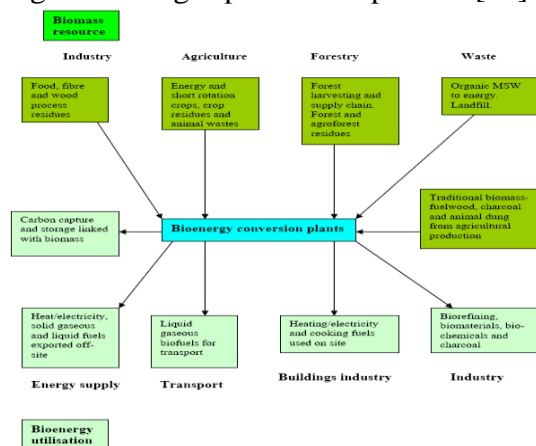 Biomass
resource
Industry
Agriculture
Forestry
Waste
Food, fibre
and wood
process
residues
Energy and
short rotation
crops, crop
residues and
animal wastes
Forest
harvesting and
supply chain.
Forest and
agroforest
residues
Organic MSW
to energy.
Landfill.
Carbon capture
and storage linked
with biomass
Bioenergy conversion plants
Traditional biomass-
fuelwood, charcoal
and animal dung
from agricultural
production
Heat/electricity,
solid gaseous
and liquid fuels
exported off-
site
Liquid
gaseous
biofuels for
transport
Heating/electricity
and cooking fuels
used on site
Biorefining,
biomaterials, bio-
chemicals and
charcoal
Energy supply
Transport
Buildings industry
Industry
Bioenergy
utilisation